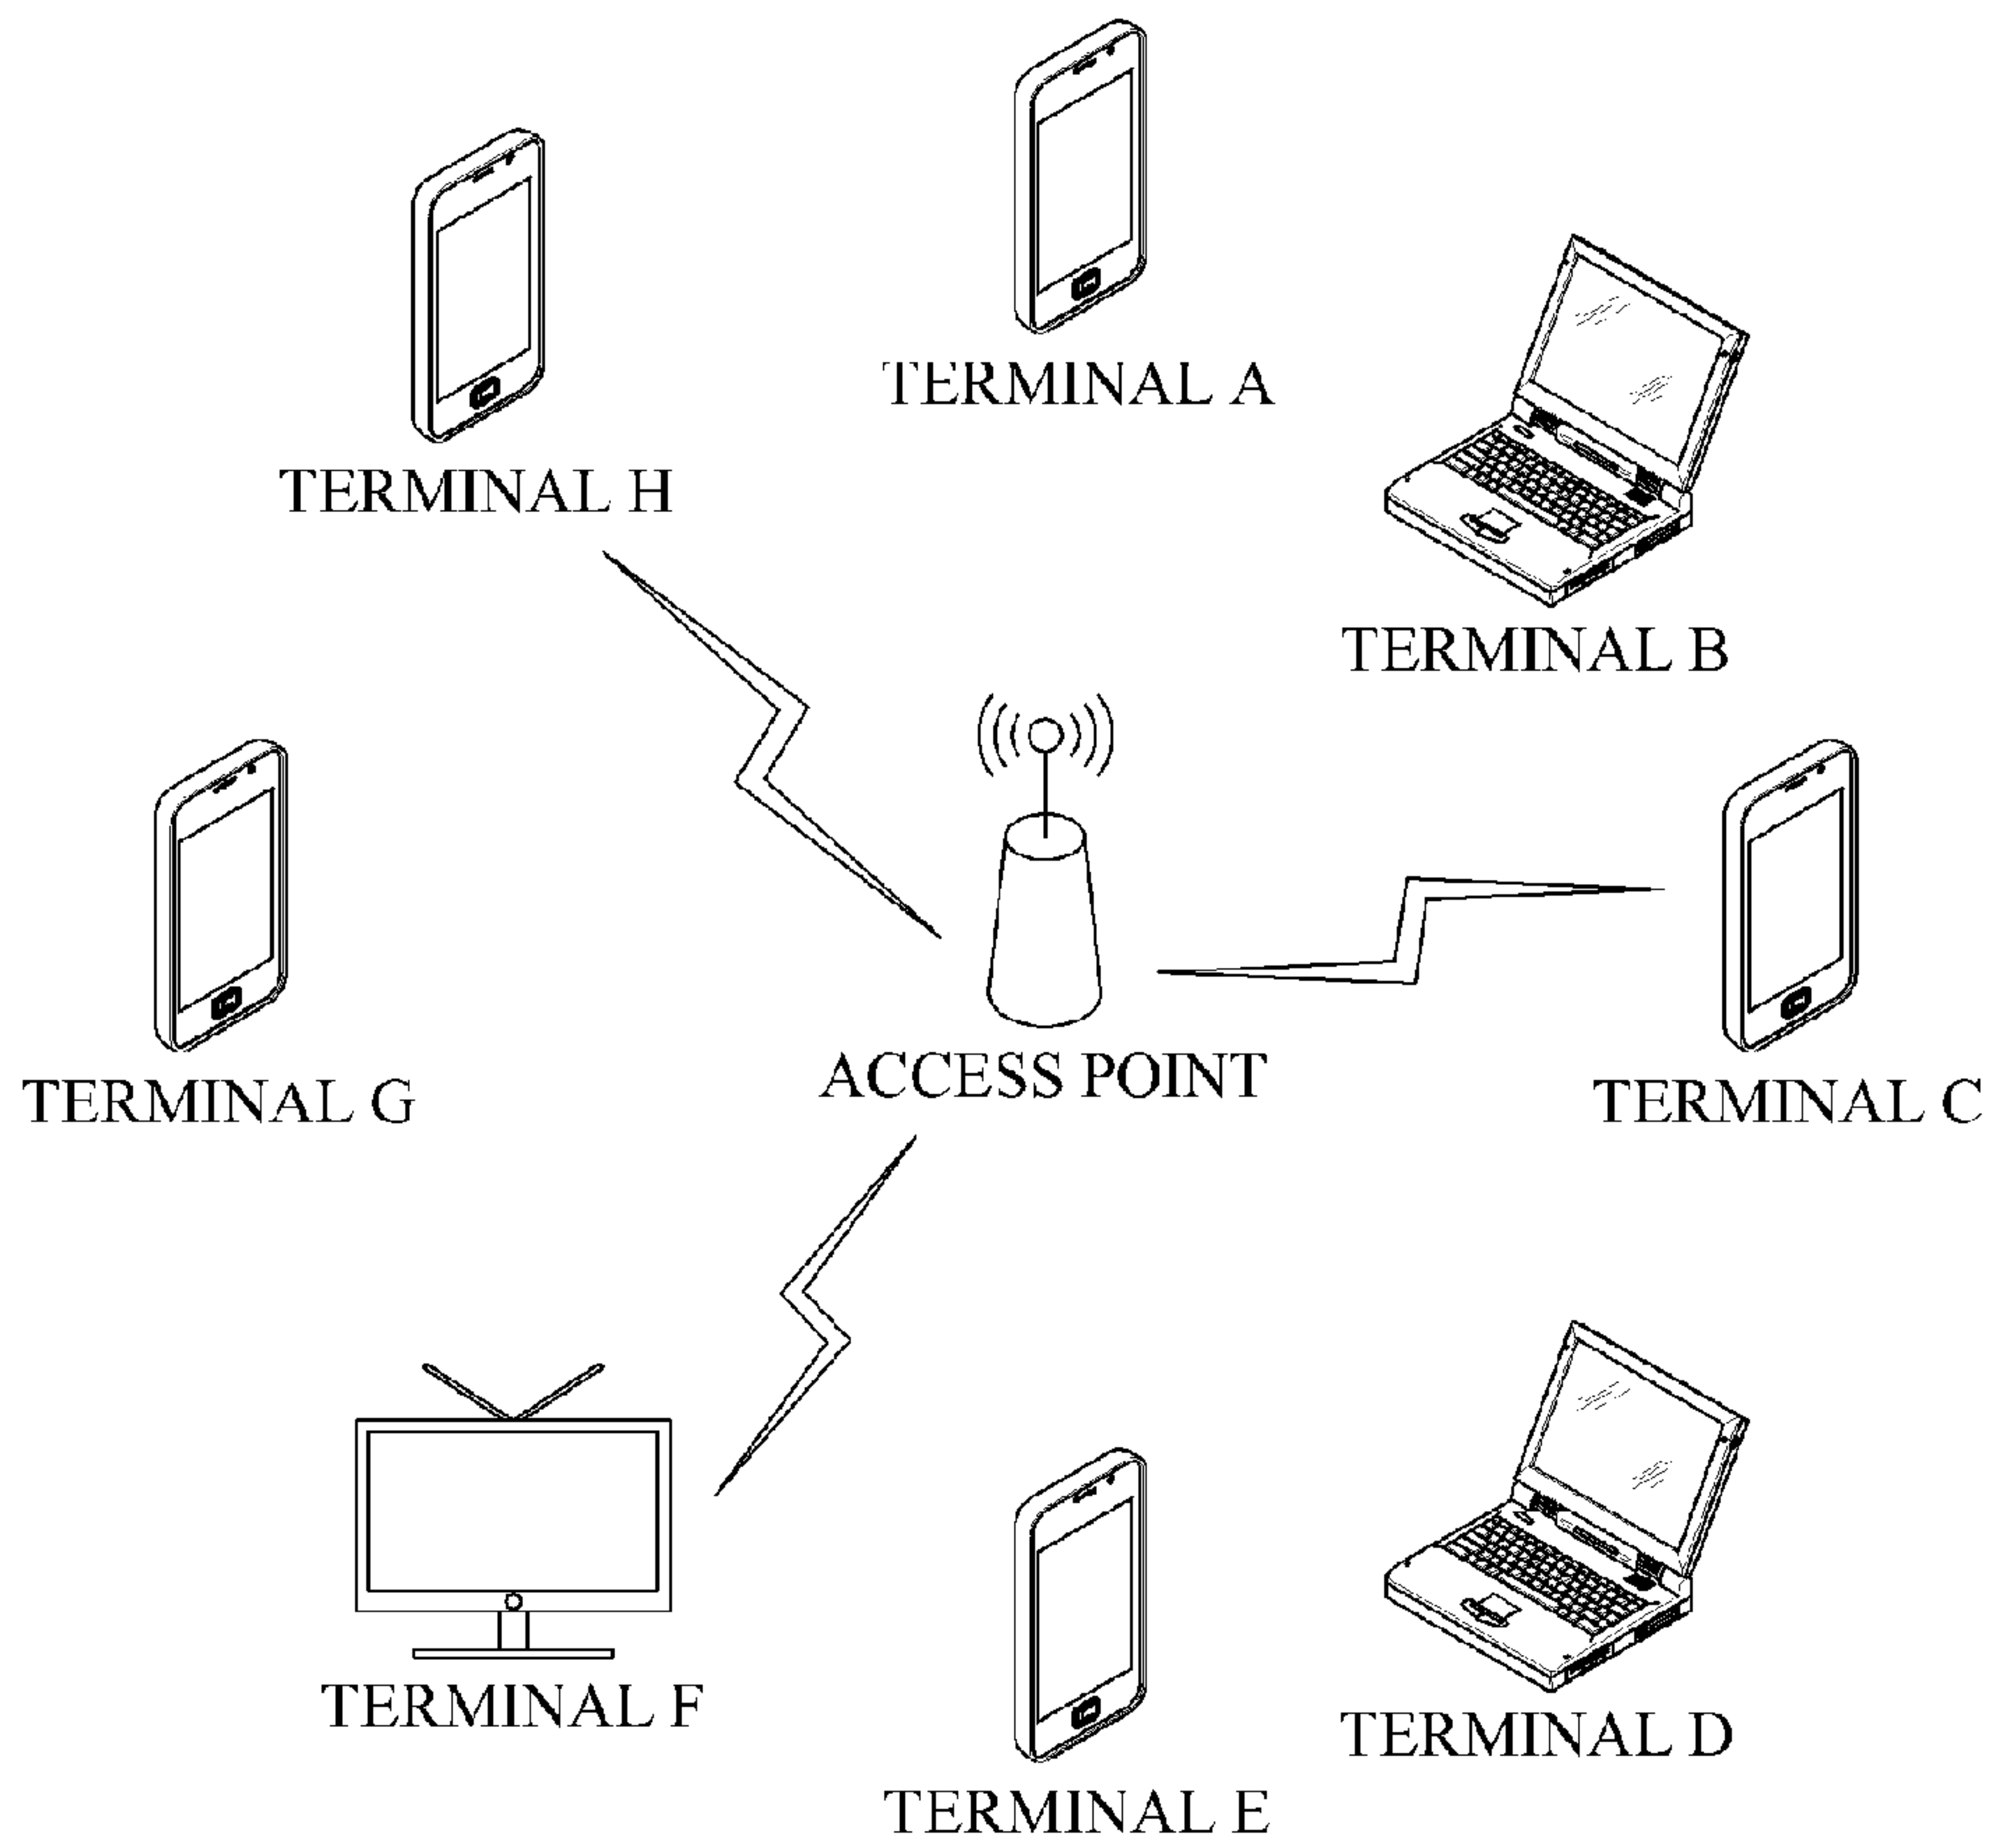 TERMINAL A
TERMINAL H
TERMINAL B
ACCESS POINT
TERMINAL G
TERMINAL C
TERMINAL F
TERMINAL D
TERMINAL E